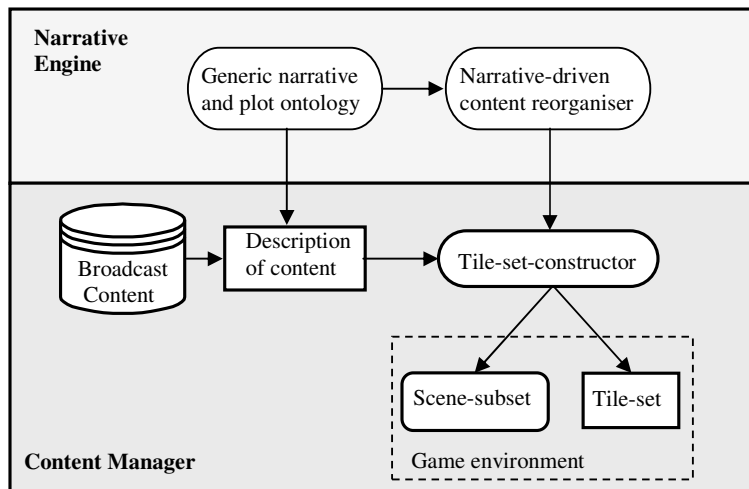 Narrative
Engine
Generic narrative
and plot ontology
Narrative-driven
content reorganiser
Broadcast
Content
Description
of content
Tile-set-constructor
Scene-subset
Tile-set
Game environment
Content Manager